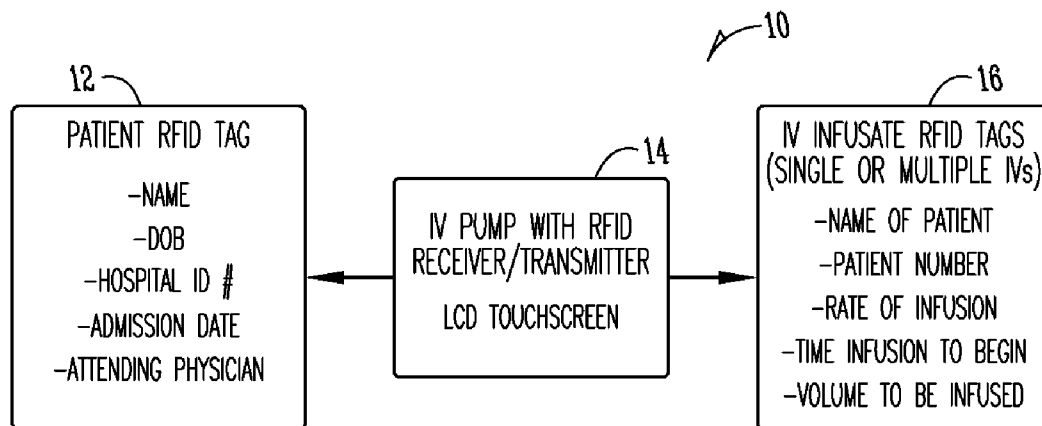 10
12
PATIENT RFID TAG
-NAME
-DOB
-HOSPITAL ID #
-ADMISSION DATE
-ATTENDING PHYSICIAN
14
IV PUMP WITH RFID
RECEIVER/TRANSMITTER
LCD TOUCHSCREEN
16
IV INFUSATE RFID TAGS
(SINGLE OR MULTIPLE IVs)
-NAME OF PATIENT
-PATIENT NUMBER
-RATE OF INFUSION
-TIME INFUSION TO BEGIN
-VOLUME TO BE INFUSED